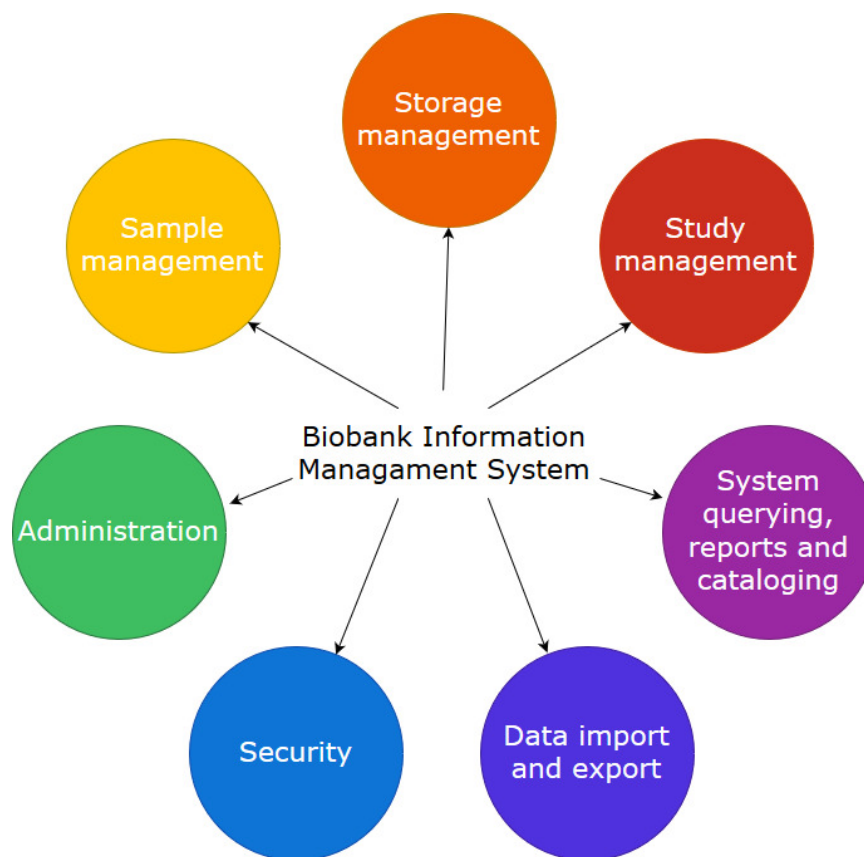 Storage
management
Sample
management
Study
management
Biobank Information
Managament System
Administration
System
querying,
reports and
cataloging
Security
Data import
and export